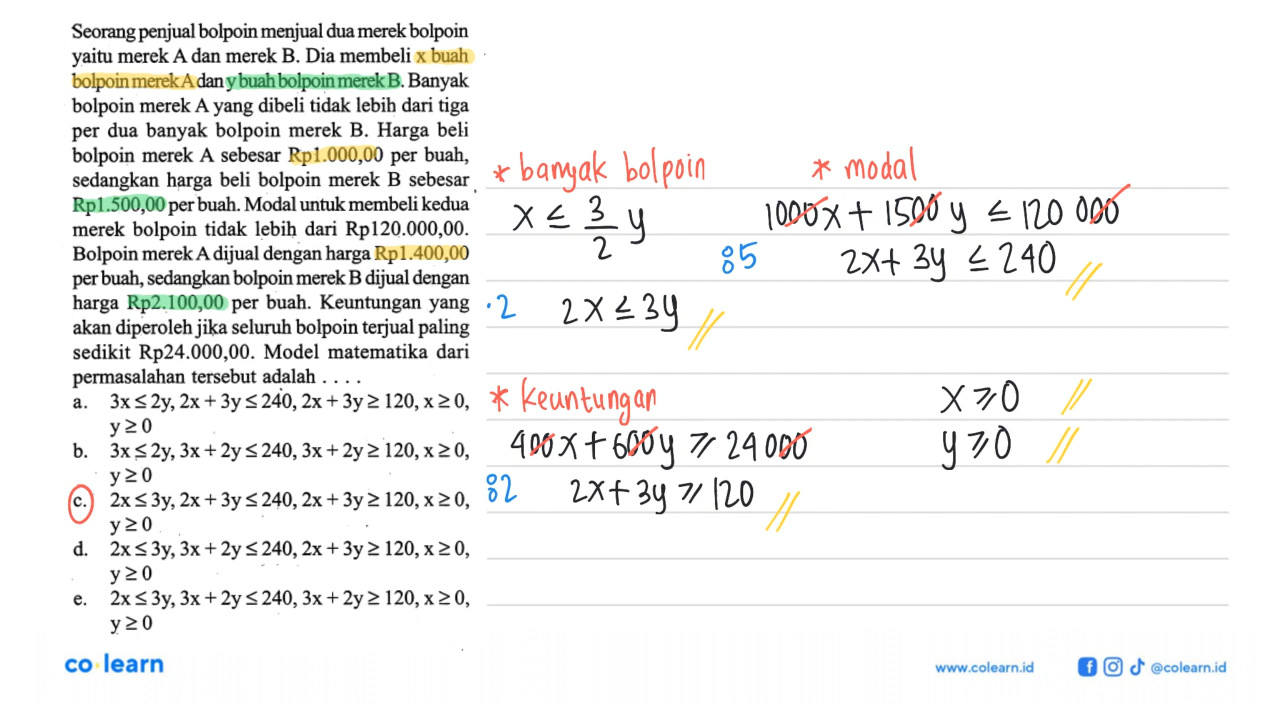 Seorang penjual bolpoin menjual dua merek bolpoin
yaitu merek A dan merek B. Dia membeli x buah
bolpoin merek A dan y buah bolpoin merek B. Banyak
bolpoin merek A yang dibeli tidak lebih dari tiga
per dua banyak bolpoin merek B. Harga beli
bolpoin merek A sebesar Rp1.000,00 per buah,
sedangkan harga beli bolpoin merek B sebesar
Rp1.500,00 per buah. Modal untuk membeli kedua
merek bolpoin tidak lebih dari Rp120.000,00.
Bolpoin merek A dijual dengan harga Rp1.400,00
per buah, sedangkan bolpoin merek B dijual dengan
harga Rp2.100,00 per buah. Keuntungan yang
akan diperoleh jika seluruh bolpoin terjual paling
sedikit Rp24.000,00. Model matematika dari
permasalahan tersebut adalah . . . .
a. 3x ≤ 2y, 2x + 3y ≤ 240, 2x + 3y ≥ 120, x ≥ 0,
y ≥ 0
b. 3x ≤ 2y, 3x + 2y ≤ 240, 3x + 2y ≥ 120, x ≥ 0,
y ≥ 0
c. 2x ≤ 3y, 2x + 3y ≤ 240, 2x + 3y ≥ 120, x ≥ 0,
y ≥ 0
d. 2x ≤ 3y, 3x + 2y ≤ 240, 2x + 3y ≥ 120, x ≥ 0,
y ≥ 0
e. 2x ≤ 3y, 3x + 2y ≤ 240, 3x + 2y ≥ 120, x ≥ 0,
y ≥ 0
* banyak bolpoin
x ≤ 3/2 y
·2 2x ≤ 3y //
* modal
1000x + 1500y ≤ 120 000
:5 2x + 3y ≤ 240 //
* keuntungan
400x + 600y ≥ 24 000
:2 2x + 3y ≥ 120 //
x ≥ 0 //
y ≥ 0 //
co learn
www.colearn.id
@colearn.id